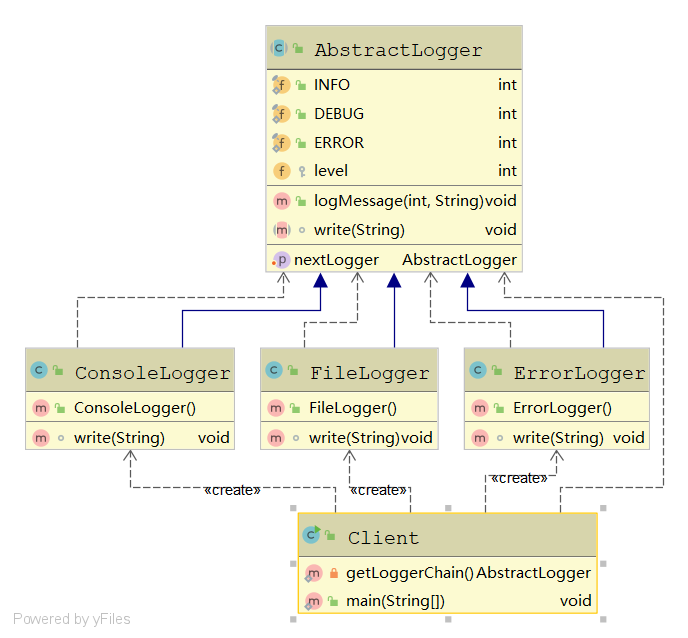 AbstractLogger
INFO int
DEBUG int
ERROR int
level int
logMessage(int, String) void
write(String) void
nextLogger AbstractLogger
ConsoleLogger
ConsoleLogger()
write(String) void
FileLogger
FileLogger()
write(String) void
ErrorLogger
ErrorLogger()
write(String) void
«create» «create» «create»
Client
getLoggerChain() AbstractLogger
main(String[]) void
Powered by yFiles